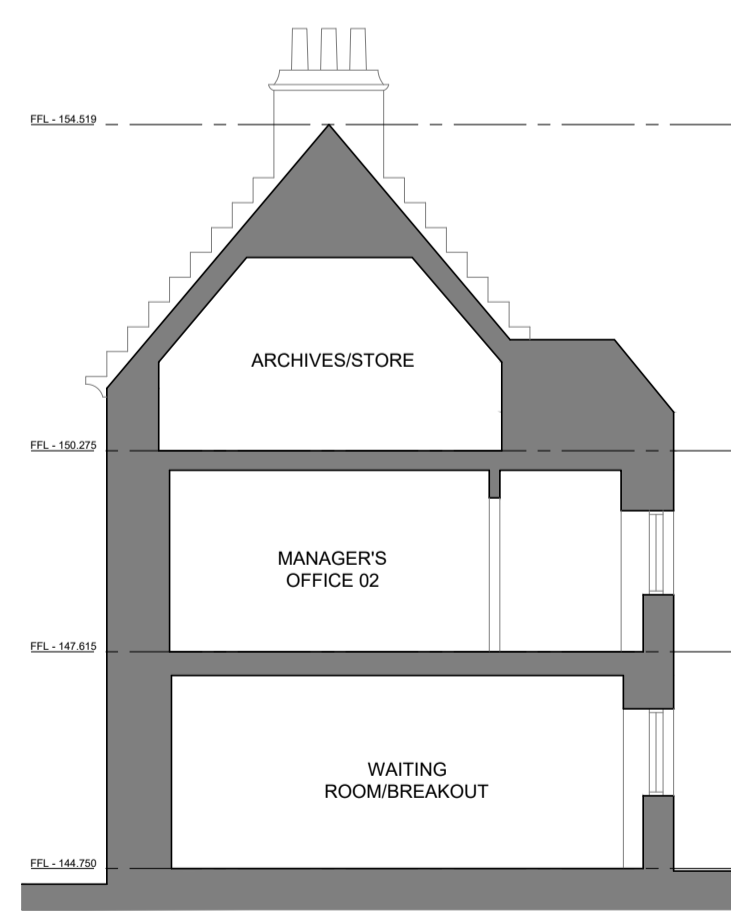 FFL - 154.519
ARCHIVES/STORE
FFL - 150.275
MANAGER'S
OFFICE 02
FFL - 147.615
WAITING
ROOM/BREAKOUT
FFL - 144.750